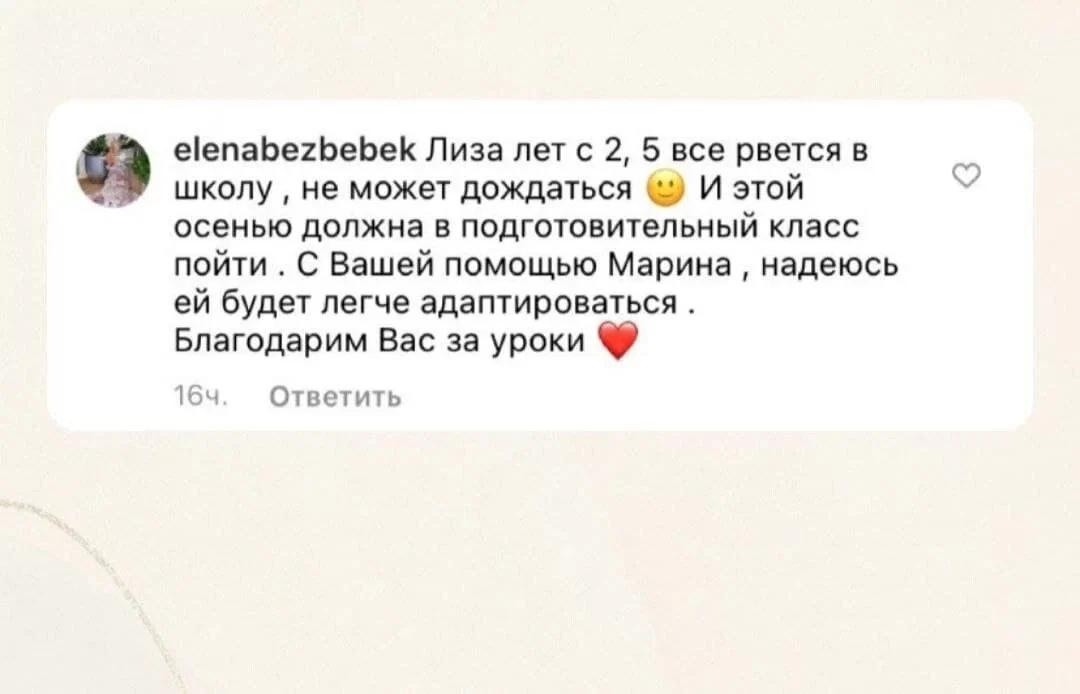 elenabezbebek Лиза лет с 2, 5 все рвется в
школу , не может дождаться 🙂 И этой
осенью должна в подготовительный класс
пойти . С Вашей помощью Марина , надеюсь
ей будет легче адаптироваться .
Благодарим Вас за уроки ❤️
16ч. Ответить